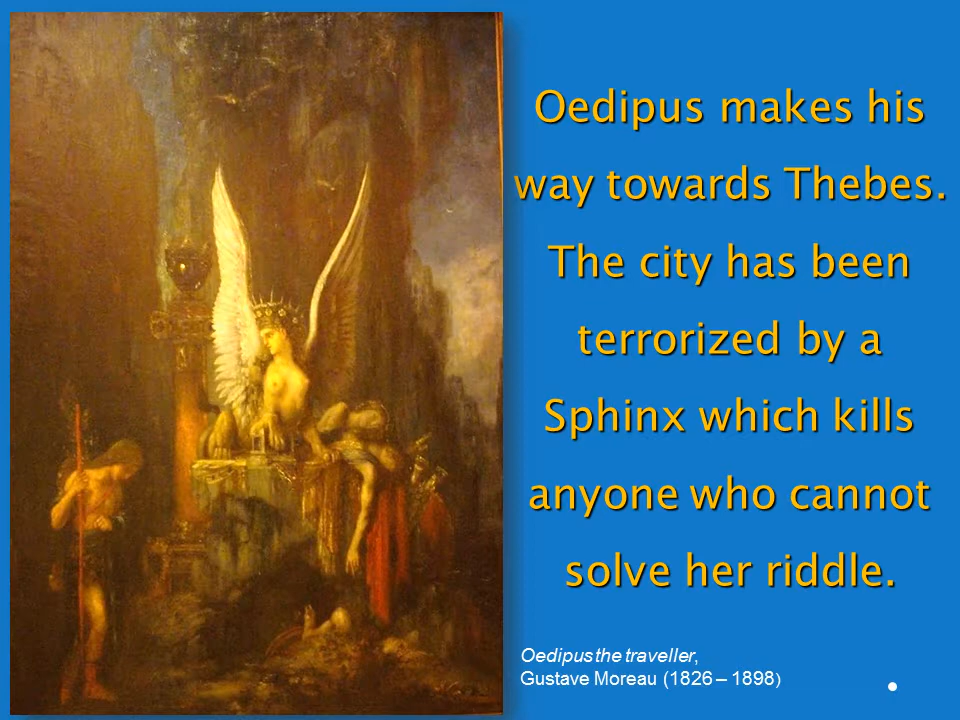 Oedipus makes his
way towards Thebes.
The city has been
terrorized by a
Sphinx which kills
anyone who cannot
solve her riddle.
Oedipus the traveller,
Gustave Moreau (1826 – 1898)